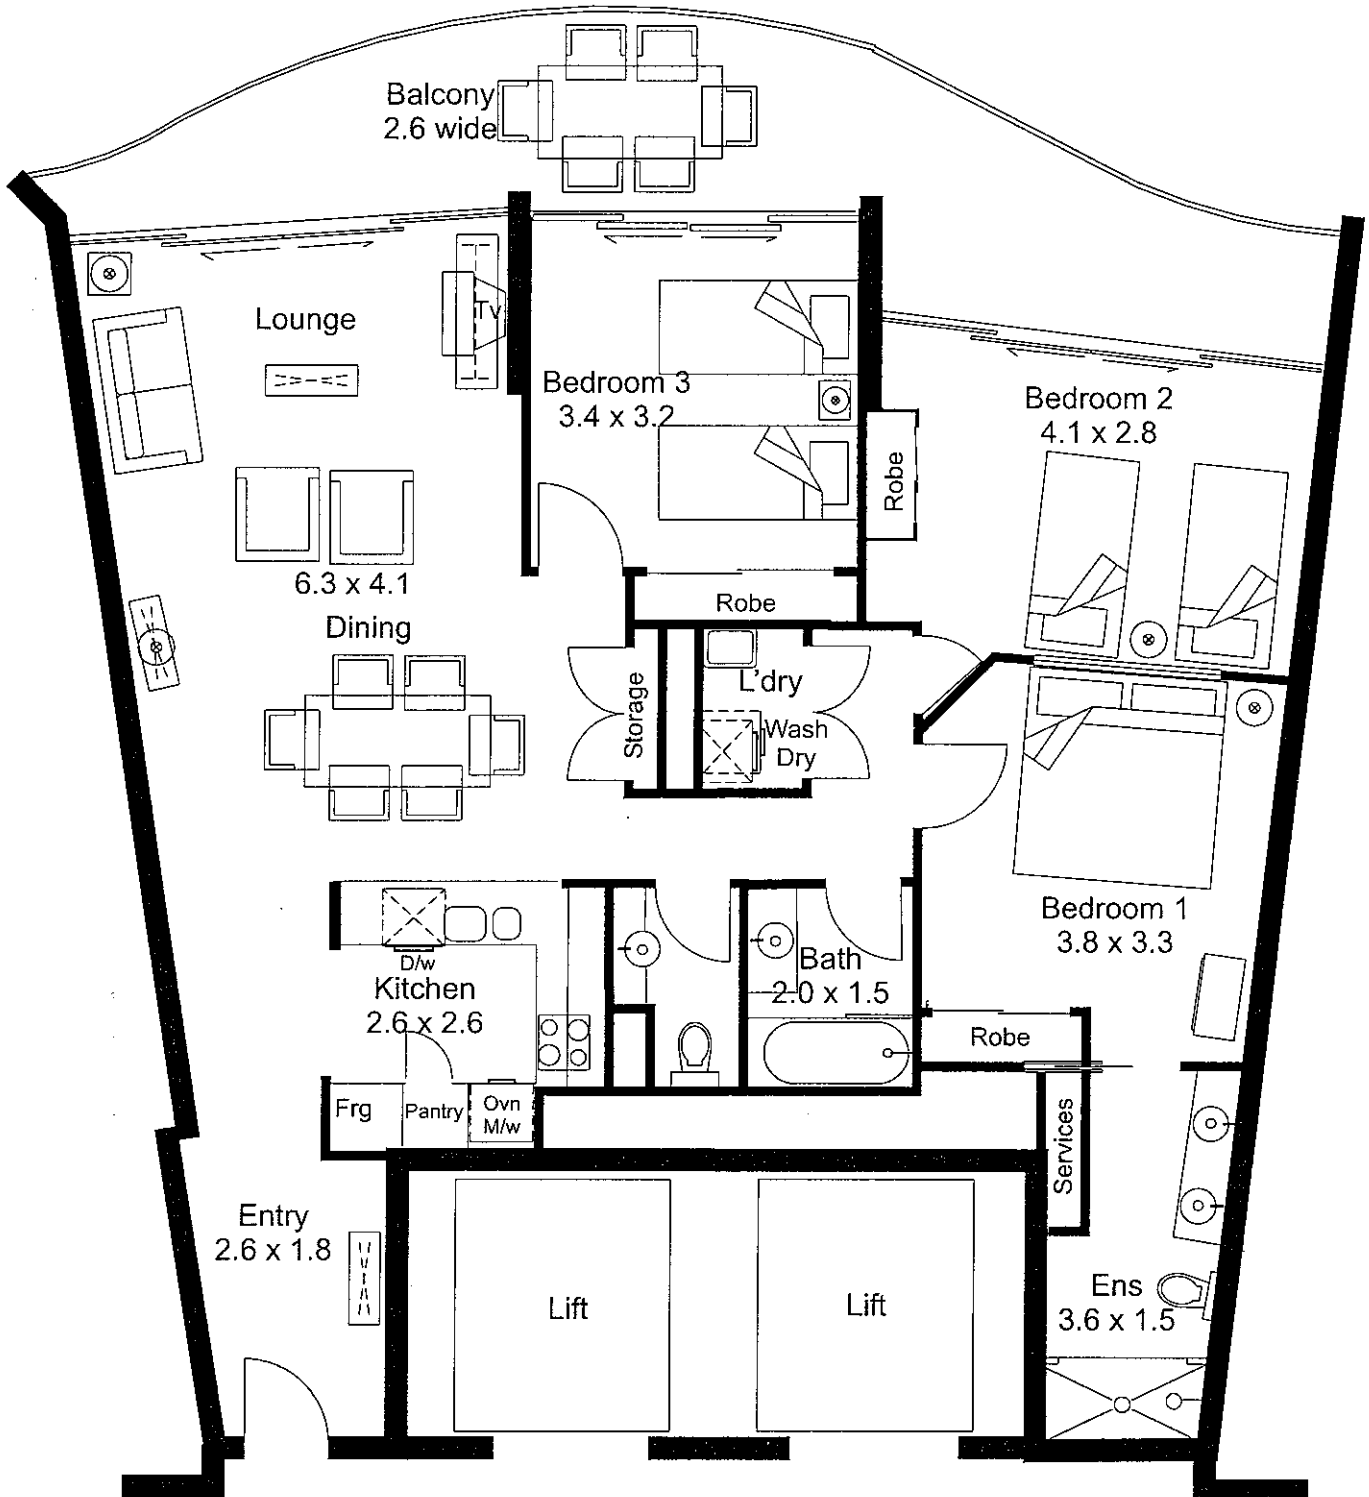 Balcony
2.6 wide
Lounge
Tv
Bedroom 3
3.4 x 3.2
Bedroom 2
4.1 x 2.8
Robe
6.3 x 4.1
Dining
Robe
Storage
L'dry
Wash
Dry
Bedroom 1
3.8 x 3.3
D/w
Kitchen
2.6 x 2.6
Bath
2.0 x 1.5
Robe
Frg
Pantry
Ovn
M/w
Services
Entry
2.6 x 1.8
Lift
Lift
Ens
3.6 x 1.5